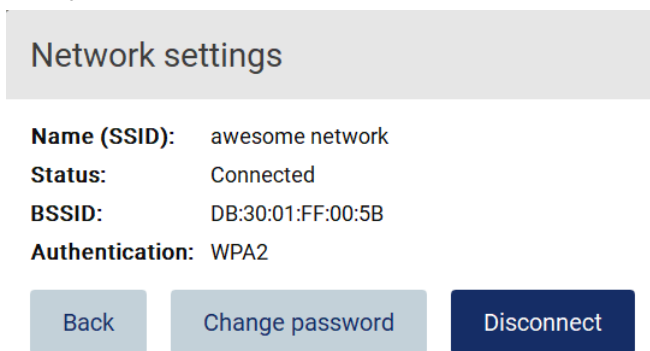 Network settings
Name (SSID): awesome network
Status: Connected
BSSID: DB:30:01:FF:00:5B
Authentication: WPA2
Back Change password Disconnect